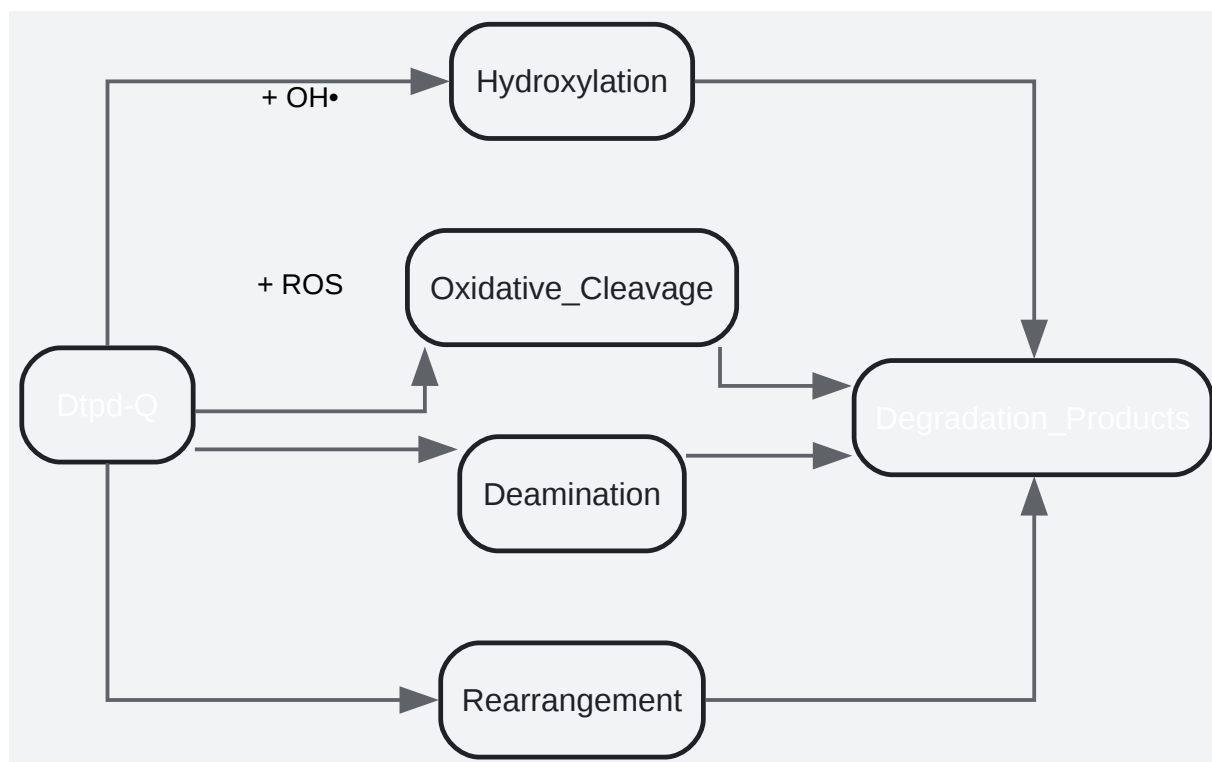 Hydroxylation
+ OH•
+ ROS
Oxidative_Cleavage
Dtpd-Q
Degradation_Products
Deamination
Rearrangement